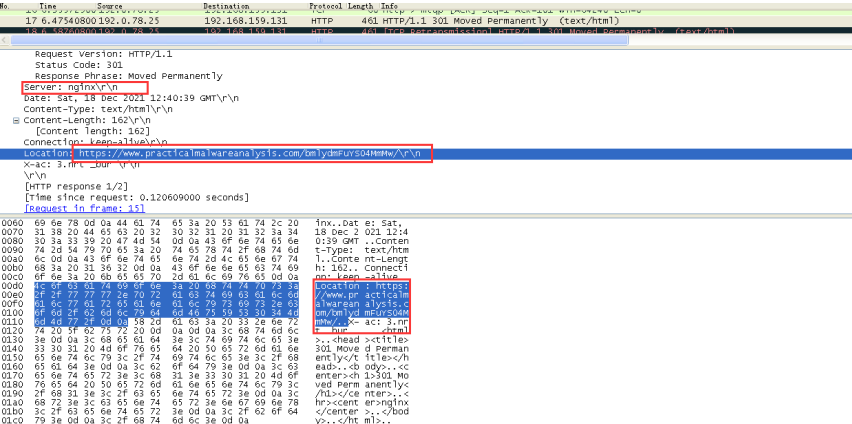 No. Time Source Destination Protocol Length Info
17 6.47540800 192.0.78.25 192.168.159.131 HTTP 461 HTTP/1.1 301 Moved Permanently (text/html)
18 6.58760800 192.0.78.25 192.168.159.131 HTTP 461 [TCP Retransmission] HTTP/1.1 301 Moved Permanently (text/html)
Request Version: HTTP/1.1
Status Code: 301
Response Phrase: Moved Permanently
Server: nginx\r\n
Date: Sat, 18 Dec 2021 12:40:39 GMT\r\n
Content-Type: text/html\r\n
Content-Length: 162\r\n
[Content length: 162]
Connection: keep-alive\r\n
Location: https://www.practicalmalwareanalysis.com/bmlydmFuYS04MmMw/\r\n
X-ac: 3.nrt _bur \r\n
\r\n
[HTTP response 1/2]
[Time since request: 0.120609000 seconds]
[Request in frame: 15]
0060 69 6e 78 0d 0a 44 61 74 65 3a 20 53 61 74 2c 20 inx..Dat e: Sat,
0070 31 38 20 44 65 63 20 32 30 32 31 20 31 32 3a 34 18 Dec 2 021 12:4
0080 30 3a 33 39 20 47 4d 54 0d 0a 43 6f 6e 74 65 6e 0:39 GMT ..Conten
0090 74 2d 54 79 70 65 3a 20 74 65 78 74 2f 68 74 6d t-Type: text/htm
00a0 6c 0d 0a 43 6f 6e 74 65 6e 74 2d 4c 65 6e 67 74 l..Conte nt-Lengt
00b0 68 3a 20 31 36 32 0d 0a 43 6f 6e 6e 65 63 74 69 h: 162.. Connecti
00c0 6f 6e 3a 20 6b 65 65 70 2d 61 6c 69 76 65 0d 0a on: keep -alive..
00d0 4c 6f 63 61 74 69 6f 6e 3a 20 68 74 74 70 73 3a Location : https:
00e0 2f 2f 77 77 77 2e 70 72 61 63 74 69 63 61 6c 6d //www.pr acticalm
00f0 61 6c 77 61 72 65 61 6e 61 6c 79 73 69 73 2e 63 alwarean alysis.c
0100 6f 6d 2f 62 6d 6c 79 64 6d 46 75 59 53 30 34 4d om/bmlyd mFuYS04M
0110 6d 4d 77 2f 0d 0a 58 2d 61 63 3a 20 33 2e 6e 72 mMw/..X- ac: 3.nr
0120 74 20 5f 62 75 72 20 0d 0a 0d 0a 3c 68 74 6d 6c t _bur . ...<html
0130 3e 0d 0a 3c 68 65 61 64 3e 3c 74 69 74 6c 65 3e >..<head ><title>
0140 33 30 31 20 4d 6f 76 65 64 20 50 65 72 6d 61 6e 301 Move d Perman
0150 65 6e 74 6c 79 3c 2f 74 69 74 6c 65 3e 3c 2f 68 ently</t itle></h
0160 65 61 64 3e 0d 0a 3c 62 6f 64 79 3e 0d 0a 3c 63 ead>..<b ody>..<c
0170 65 6e 74 65 72 3e 3c 68 31 3e 33 30 31 20 4d 6f enter><h 1>301 Mo
0180 76 65 64 20 50 65 72 6d 61 6e 65 6e 74 6c 79 3c ved Perm anently<
0190 2f 68 31 3e 3c 2f 63 65 6e 74 65 72 3e 0d 0a 3c /h1></ce nter>..<
01a0 68 72 3e 3c 63 65 6e 74 65 72 3e 6e 67 69 6e 78 hr><cent er>nginx
01b0 3c 2f 63 65 6e 74 65 72 3e 0d 0a 3c 2f 62 6f 64 </center >..</bod
01c0 79 3e 0d 0a 3c 2f 68 74 6d 6c 3e 0d 0a y>..</ht ml>..